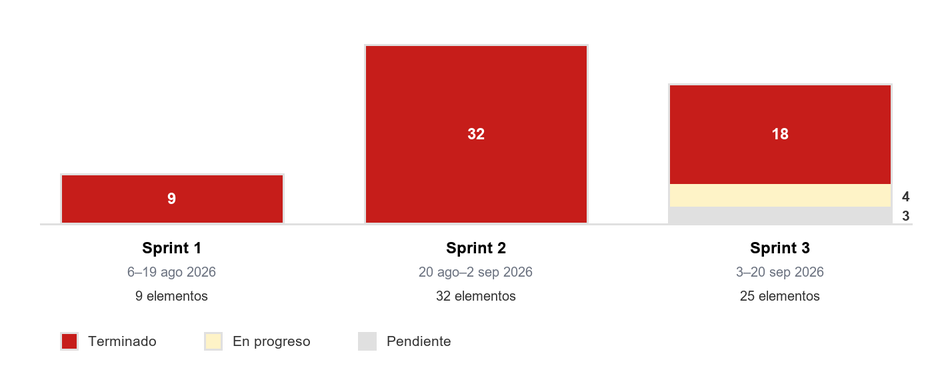 9
32
18
4
3
Sprint 1
6–19 ago 2026
9 elementos
Sprint 2
20 ago–2 sep 2026
32 elementos
Sprint 3
3–20 sep 2026
25 elementos
Terminado
En progreso
Pendiente